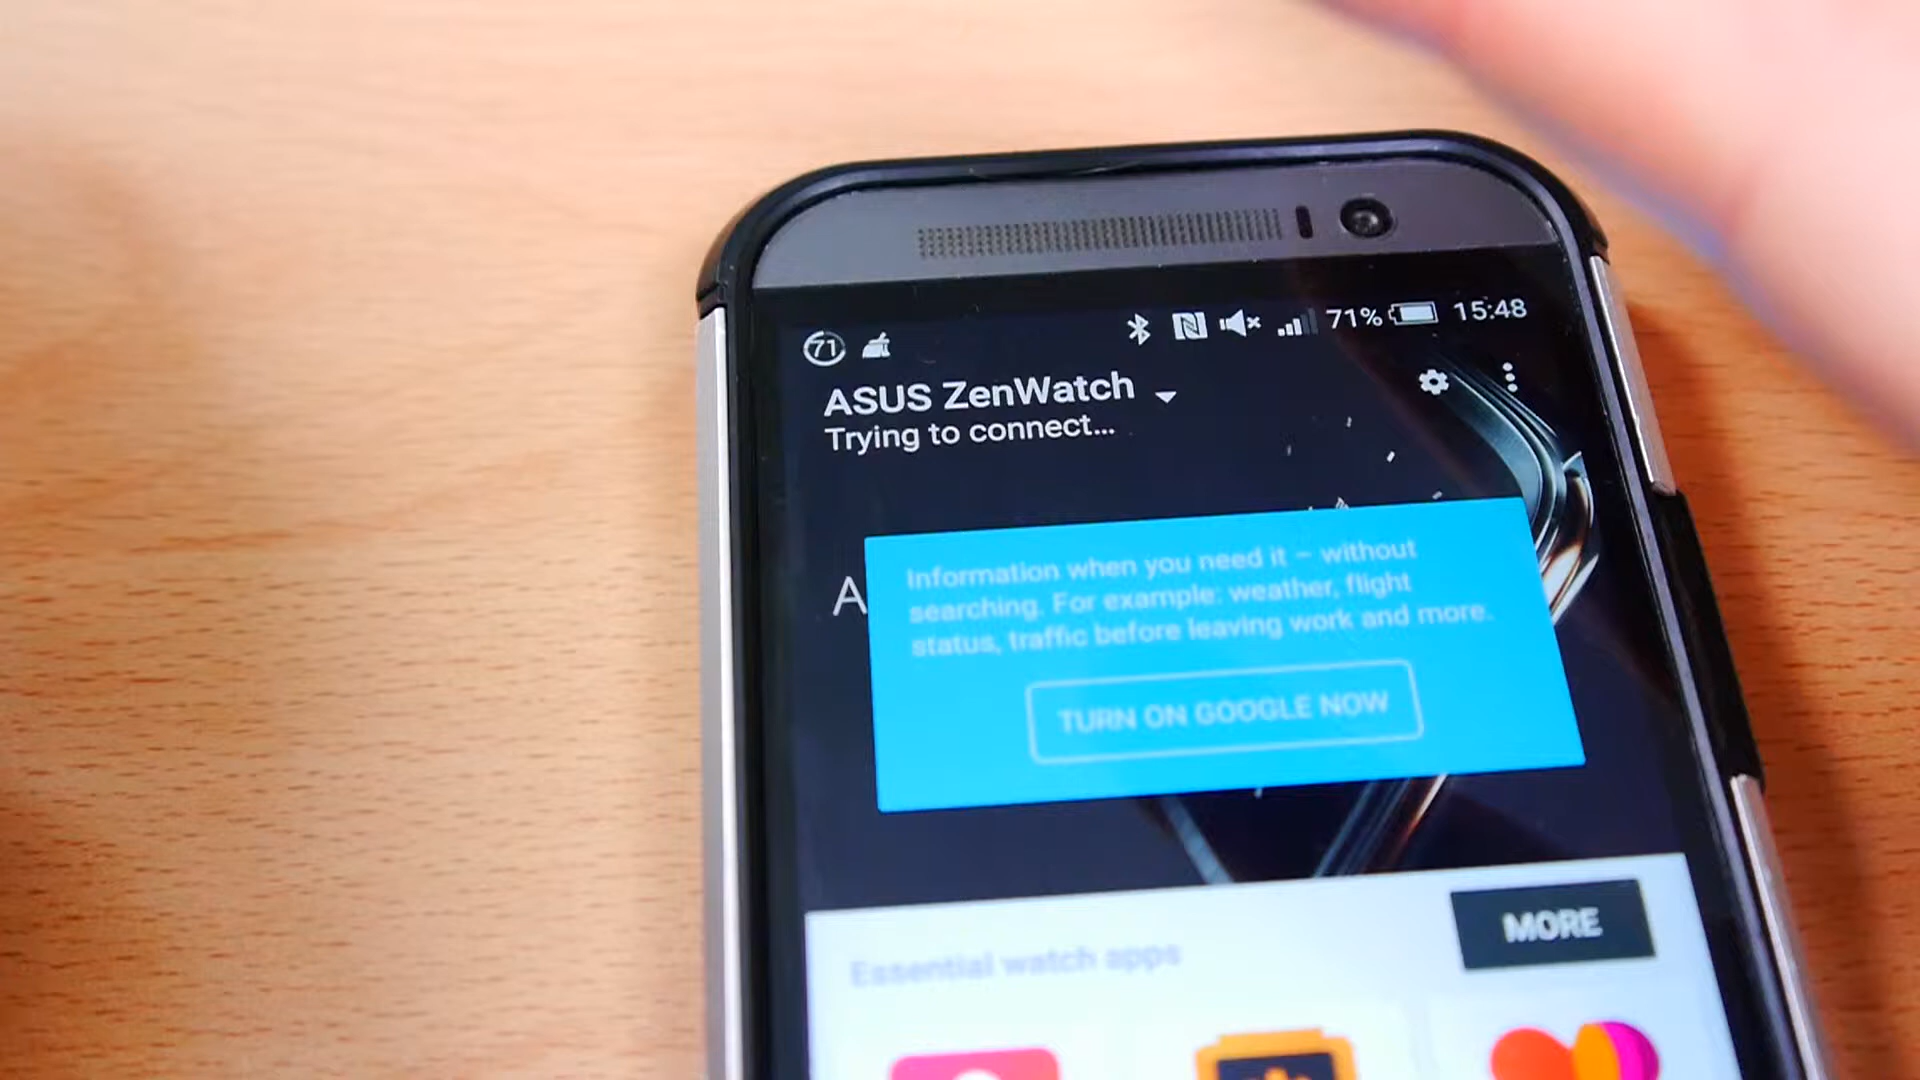 71 71% 15:48
ASUS ZenWatch
Trying to connect...
A
Information when you need it – without
searching. For example: weather, flight
status, traffic before leaving work and more.
TURN ON GOOGLE NOW
Essential watch apps
MORE